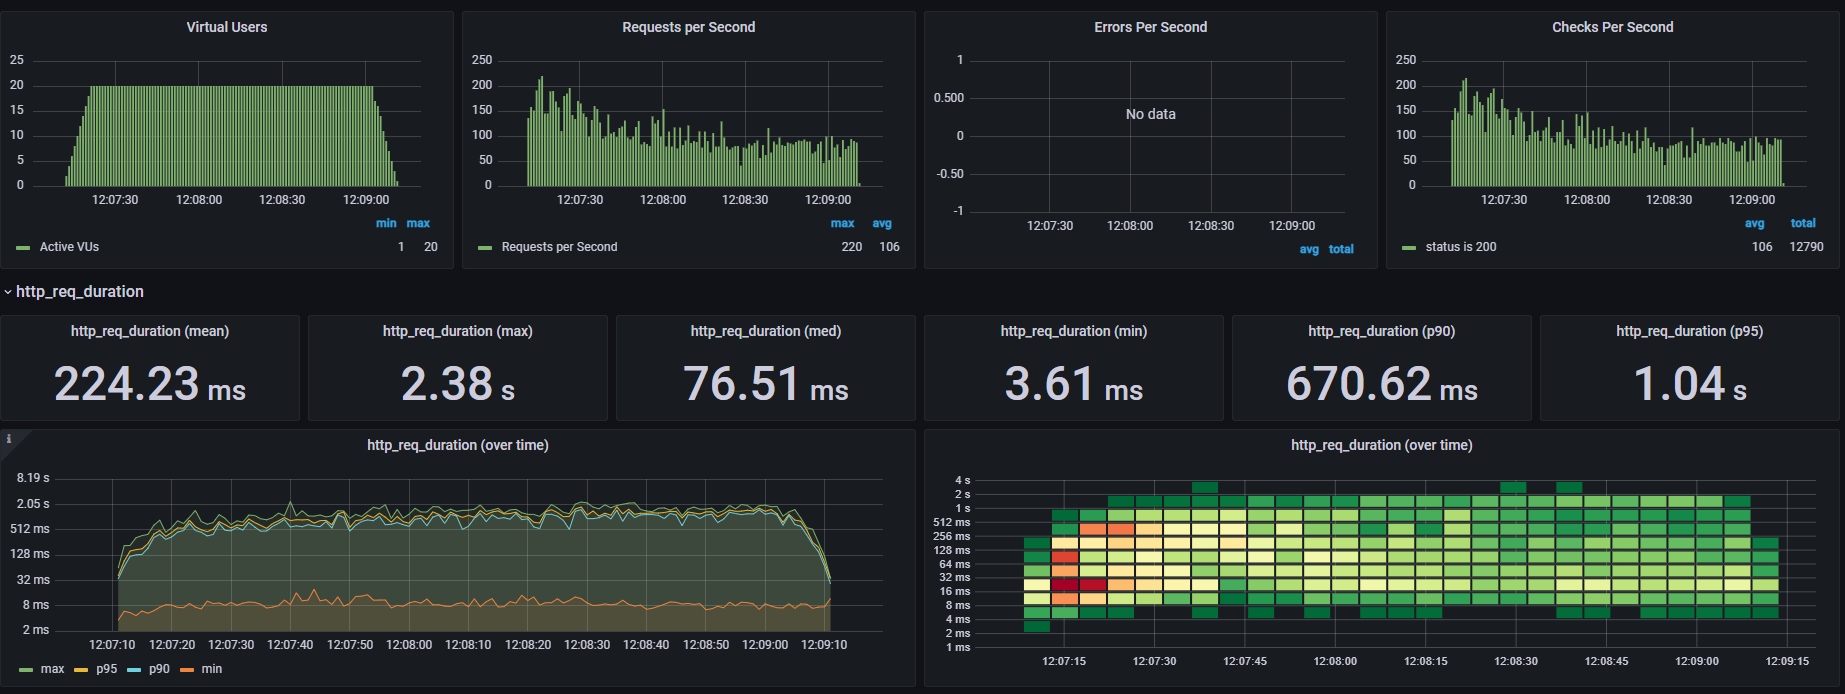 Virtual Users
25
20
15
10
5
0
12:07:30 12:08:00 12:08:30 12:09:00
min max
Active VUs 1 20
Requests per Second
250
200
150
100
50
0
12:07:30 12:08:00 12:08:30 12:09:00
max avg
Requests per Second 220 106
Errors Per Second
1
0.500
0
-0.50
-1
No data
12:07:30 12:08:00 12:08:30 12:09:00
avg total
Checks Per Second
250
200
150
100
50
0
12:07:30 12:08:00 12:08:30 12:09:00
avg total
status is 200 106 12790
http_req_duration
http_req_duration (mean)
224.23 ms
http_req_duration (max)
2.38 s
http_req_duration (med)
76.51 ms
http_req_duration (min)
3.61 ms
http_req_duration (p90)
670.62 ms
http_req_duration (p95)
1.04 s
i
http_req_duration (over time)
8.19 s
2.05 s
512 ms
128 ms
32 ms
8 ms
2 ms
12:07:10 12:07:20 12:07:30 12:07:40 12:07:50 12:08:00 12:08:10 12:08:20 12:08:30 12:08:40 12:08:50 12:09:00 12:09:10
max p95 p90 min
http_req_duration (over time)
4 s
2 s
1 s
512 ms
256 ms
128 ms
64 ms
32 ms
16 ms
8 ms
4 ms
2 ms
1 ms
12:07:15 12:07:30 12:07:45 12:08:00 12:08:15 12:08:30 12:08:45 12:09:00 12:09:15